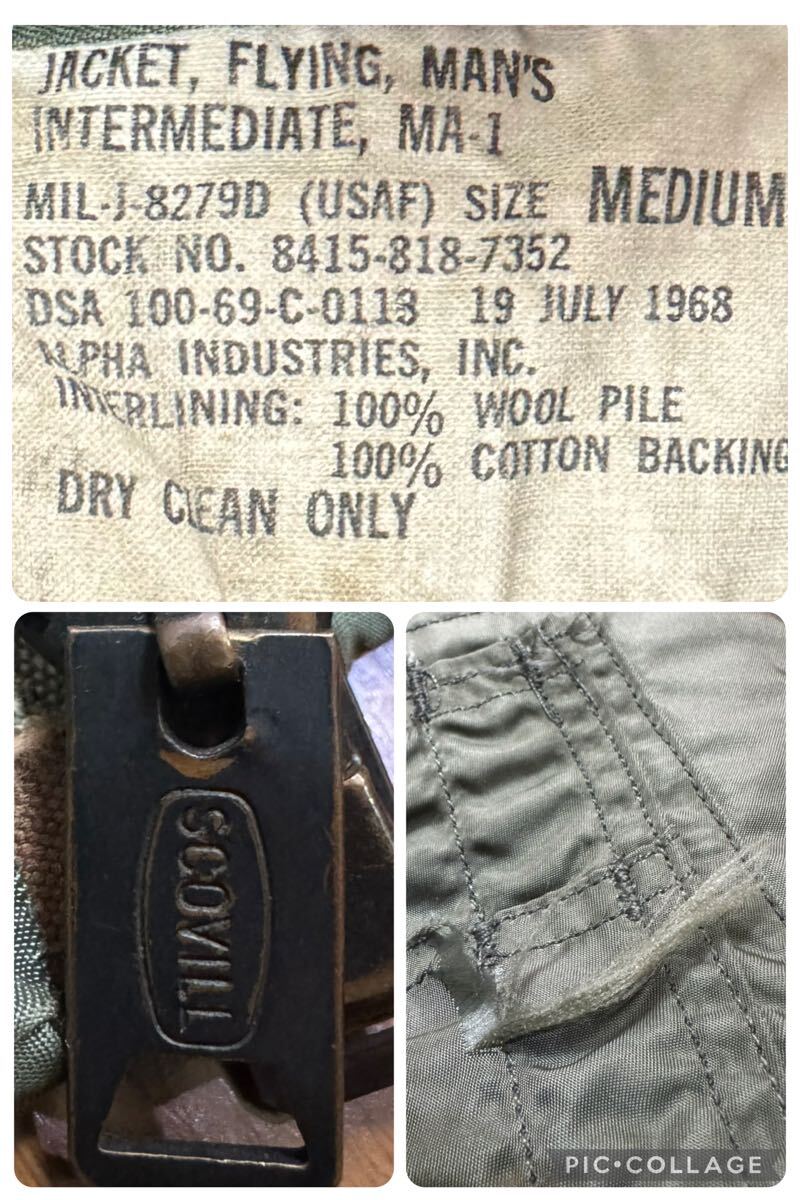 JACKET, FLYING, MAN'S
INTERMEDIATE, MA-1
MIL-J-8279D (USAF) SIZE MEDIUM
STOCK NO. 8415-818-7352
DSA 100-69-C-0113 19 JULY 1968
ALPHA INDUSTRIES, INC.
INTERLINING: 100% WOOL PILE
100% COTTON BACKING
DRY CLEAN ONLY
SCOVILL
PIC•COLLAGE